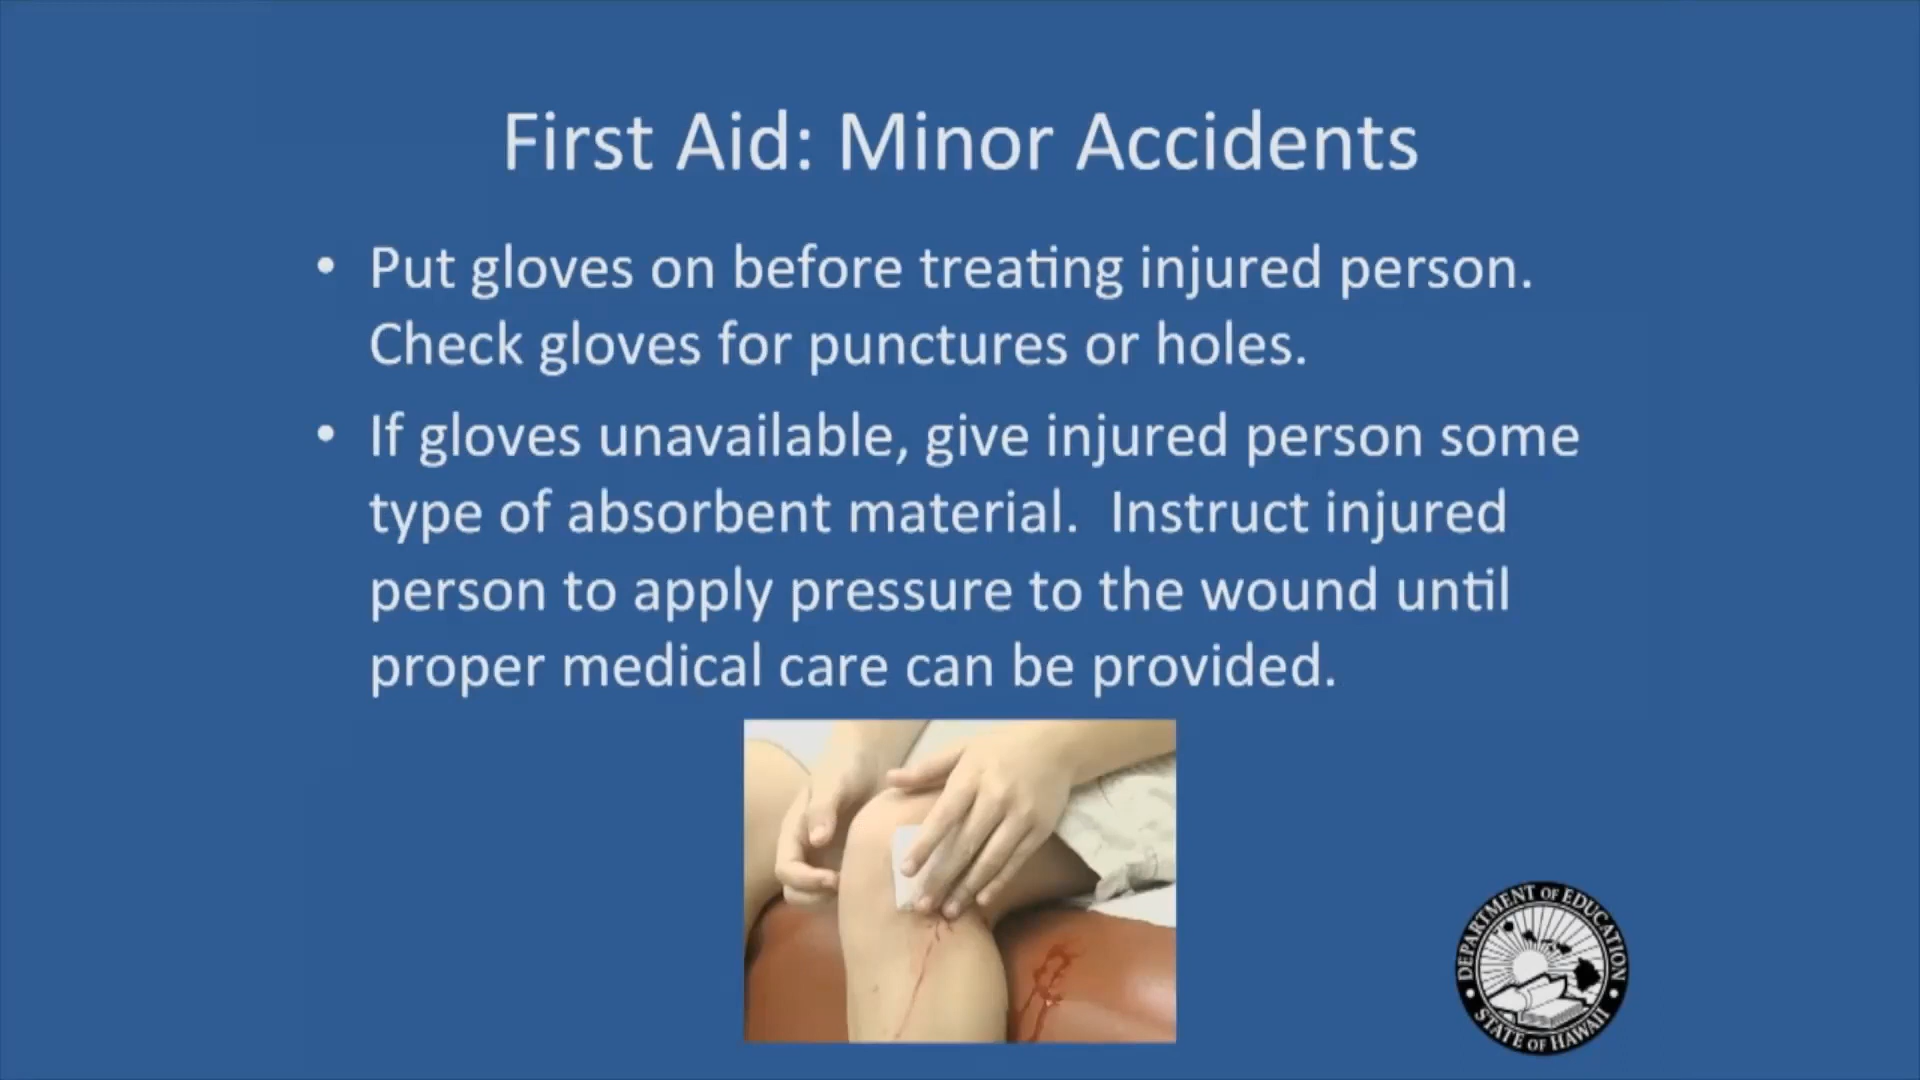 First Aid: Minor Accidents
• Put gloves on before treating injured person.
Check gloves for punctures or holes.
• If gloves unavailable, give injured person some
type of absorbent material.  Instruct injured
person to apply pressure to the wound until
proper medical care can be provided.
DEPARTMENT OF EDUCATION
• STATE OF HAWAII •